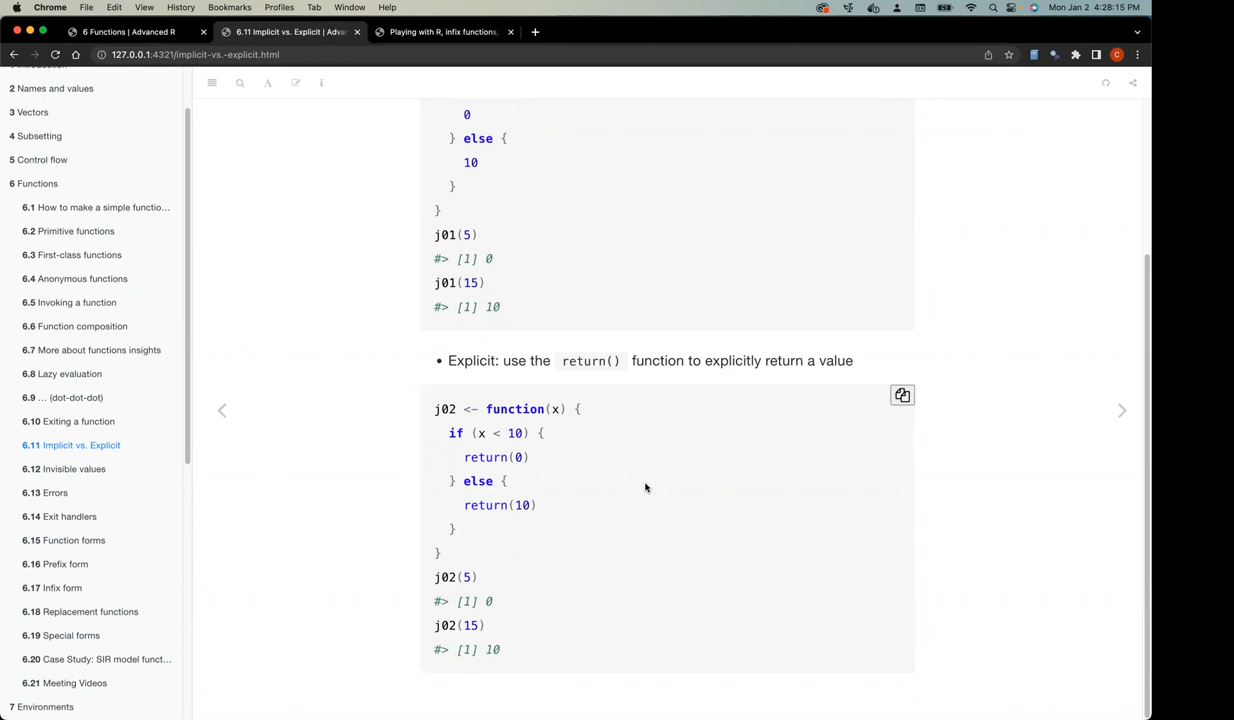 Chrome File Edit View History Bookmarks Profiles Tab Window Help Mon Jan 2 4:28:15 PM
6 Functions | Advanced R
6.11 Implicit vs. Explicit | Adva
Playing with R, infix functions,
127.0.0.1:4321/implicit-vs.-explicit.html
2 Names and values
3 Vectors
4 Subsetting
5 Control flow
6 Functions
6.1 How to make a simple functio…
6.2 Primitive functions
6.3 First-class functions
6.4 Anonymous functions
6.5 Invoking a function
6.6 Function composition
6.7 More about functions insights
6.8 Lazy evaluation
6.9 … (dot-dot-dot)
6.10 Exiting a function
6.11 Implicit vs. Explicit
6.12 Invisible values
6.13 Errors
6.14 Exit handlers
6.15 Function forms
6.16 Prefix form
6.17 Infix form
6.18 Replacement functions
6.19 Special forms
6.20 Case Study: SIR model funct…
6.21 Meeting Videos
7 Environments
0
} else {
10
}
}
j01(5)
#> [1] 0
j01(15)
#> [1] 10
• Explicit: use the return() function to explicitly return a value
j02 <- function(x) {
if (x < 10) {
return(0)
} else {
return(10)
}
}
j02(5)
#> [1] 0
j02(15)
#> [1] 10